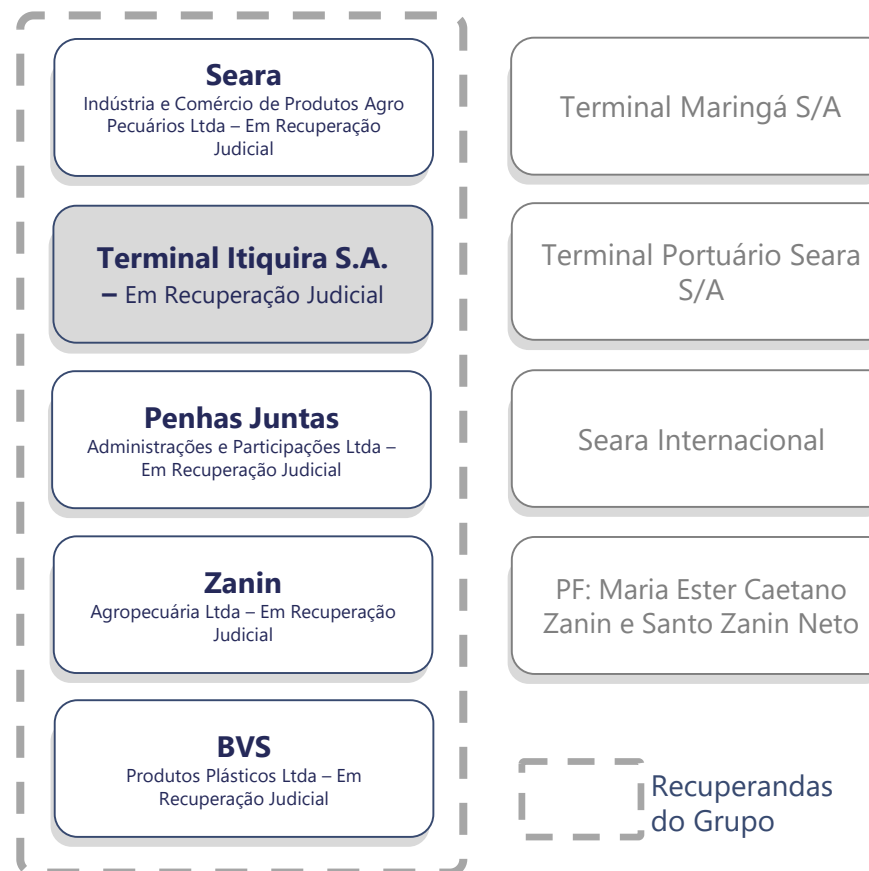 Seara
Indústria e Comércio de Produtos Agro
Pecuários Ltda – Em Recuperação
Judicial
Terminal Itiquira S.A.
– Em Recuperação Judicial
Penhas Juntas
Administrações e Participações Ltda –
Em Recuperação Judicial
Zanin
Agropecuária Ltda – Em Recuperação
Judicial
BVS
Produtos Plásticos Ltda – Em
Recuperação Judicial
Terminal Maringá S/A
Terminal Portuário Seara
S/A
Seara Internacional
PF: Maria Ester Caetano
Zanin e Santo Zanin Neto
Recuperandas
do Grupo